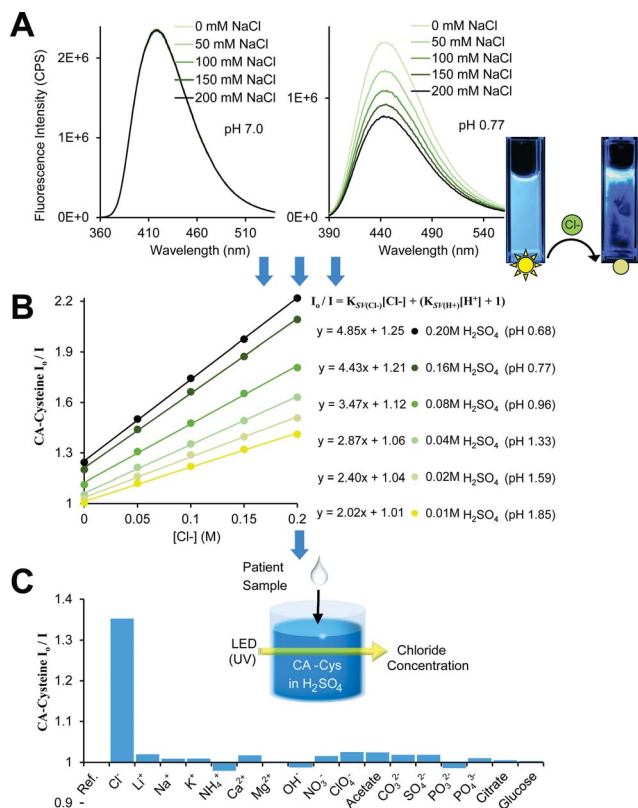 A
Fluorescence Intensity (CPS)
2E+6
1E+6
0E+0
0 mM NaCl
50 mM NaCl
100 mM NaCl
150 mM NaCl
200 mM NaCl
pH 7.0
360 410 460 510
Wavelength (nm)
1E+6
0E+0
0 mM NaCl
50 mM NaCl
100 mM NaCl
150 mM NaCl
200 mM NaCl
pH 0.77
390 440 490 540
Wavelength (nm)
Cl-
B
CA-Cysteine Iₒ / I
2.2
1.9
1.6
1.3
1
0 0.05 0.1 0.15 0.2
[Cl-] (M)
Iₒ / I = K_SV(Cl-)[Cl-] + (K_SV(H+)[H⁺] + 1)
y = 4.85x + 1.25 0.20M H₂SO₄ (pH 0.68)
y = 4.43x + 1.21 0.16M H₂SO₄ (pH 0.77)
y = 3.47x + 1.12 0.08M H₂SO₄ (pH 0.96)
y = 2.87x + 1.06 0.04M H₂SO₄ (pH 1.33)
y = 2.40x + 1.04 0.02M H₂SO₄ (pH 1.59)
y = 2.02x + 1.01 0.01M H₂SO₄ (pH 1.85)
C
CA-Cysteine Iₒ / I
1.4
1.3
1.2
1.1
1
0.9
Patient
Sample
LED
(UV)
CA -Cys
in H₂SO₄
Chloride
Concentration
Ref. Cl⁻ Li⁺ Na⁺ K⁺ NH₄⁺ Ca²⁺ Mg²⁺ OH⁻ NO₃⁻ ClO₄⁻ Acetate CO₃²⁻ SO₄²⁻ PO₃²⁻ PO₄³⁻ Citrate Glucose